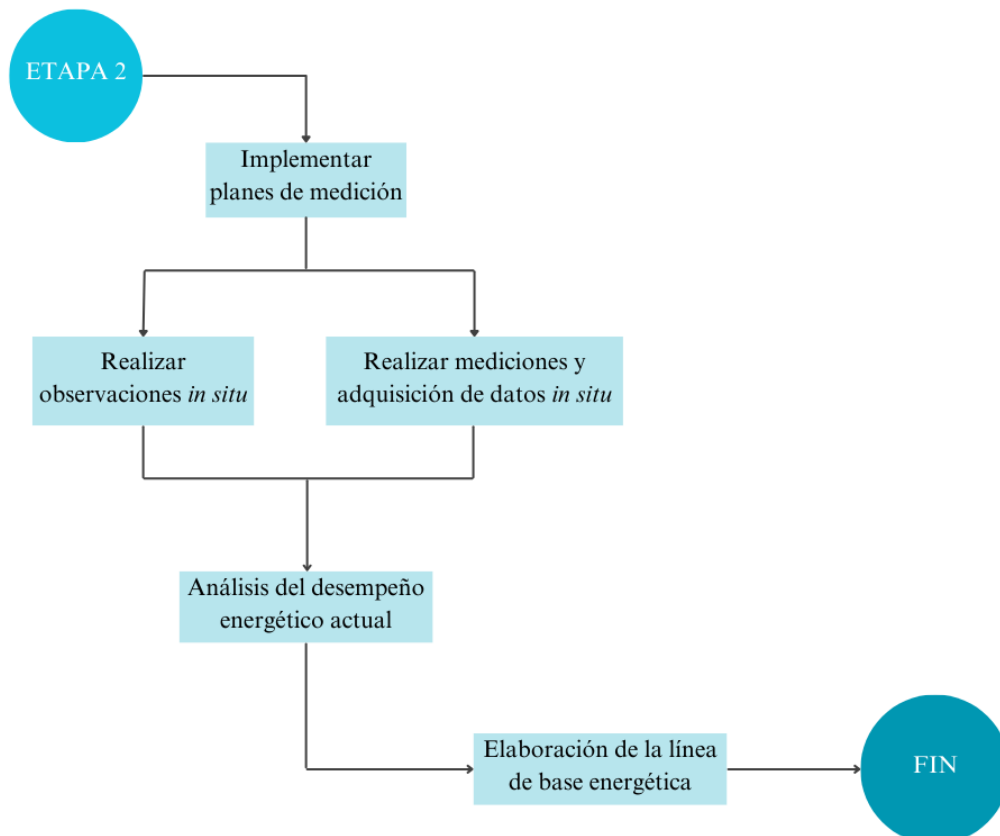 ETAPA 2
Implementar
planes de medición
Realizar
observaciones in situ
Realizar mediciones y
adquisición de datos in situ
Análisis del desempeño
energético actual
Elaboración de la línea
de base energética
FIN